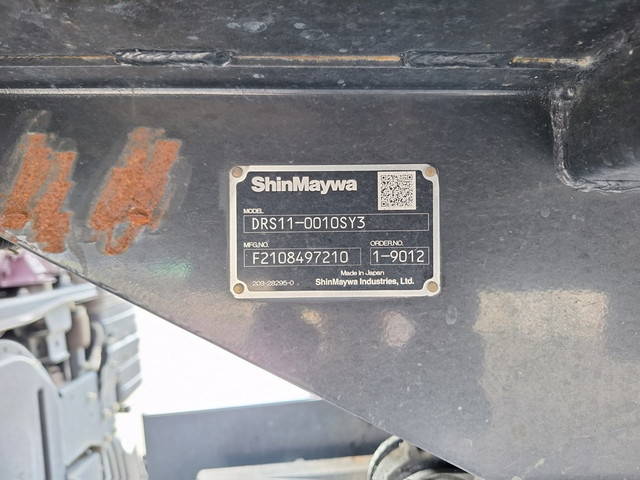 ShinMaywa
MODEL
DRS11-0010SY3
MFG.NO. ORDER.NO.
F2108497210 1-9012
Made in Japan
203-28295-0 ShinMaywa Industries, Ltd.